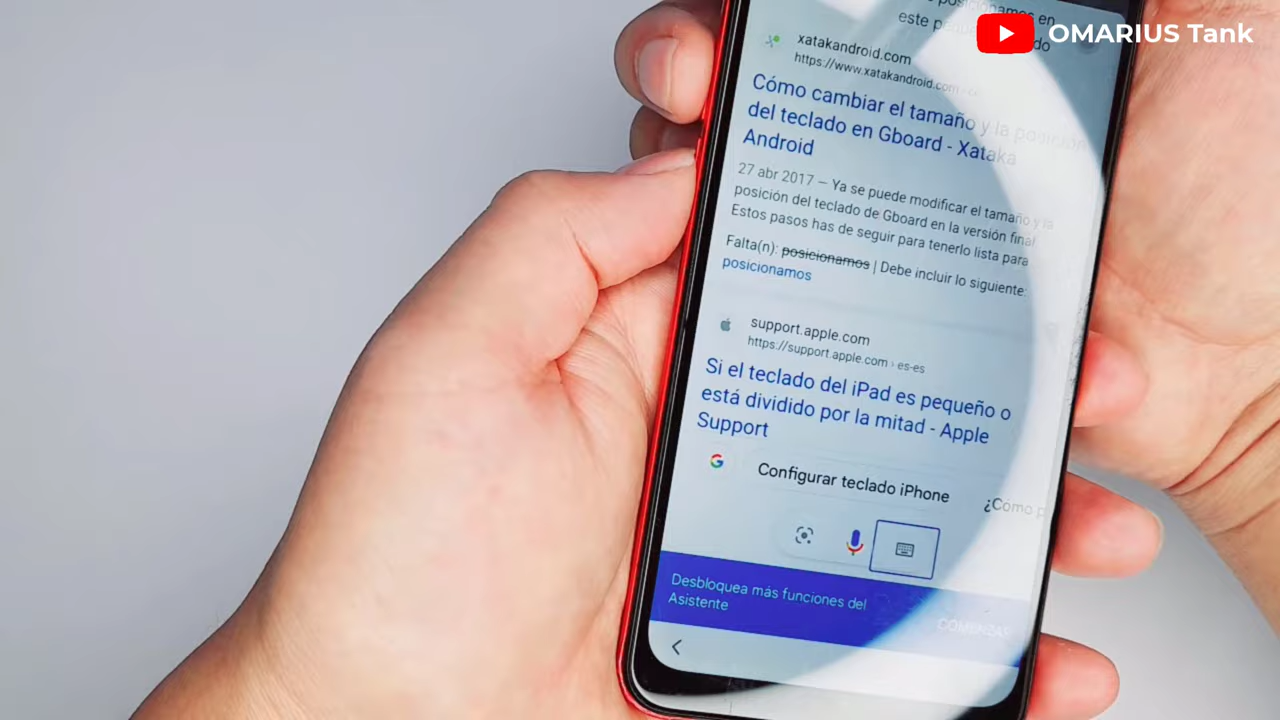 posicionamos en
este
OMARIUS Tank
xatakandroid.com
https://www.xatakandroid.com
Cómo cambiar el tamaño y la posición
del teclado en Gboard - Xataka
Android
27 abr 2017 — Ya se puede modificar el tamaño y la
posición del teclado de Gboard en la versión final
Estos pasos has de seguir para tenerlo lista para
Falta(n): posicionamos | Debe incluir lo siguiente:
posicionamos
support.apple.com
https://support.apple.com › es-es
Si el teclado del iPad es pequeño o
está dividido por la mitad - Apple
Support
Configurar teclado iPhone
¿Cómo p
Desbloquea más funciones del
Asistente
COMENZAR